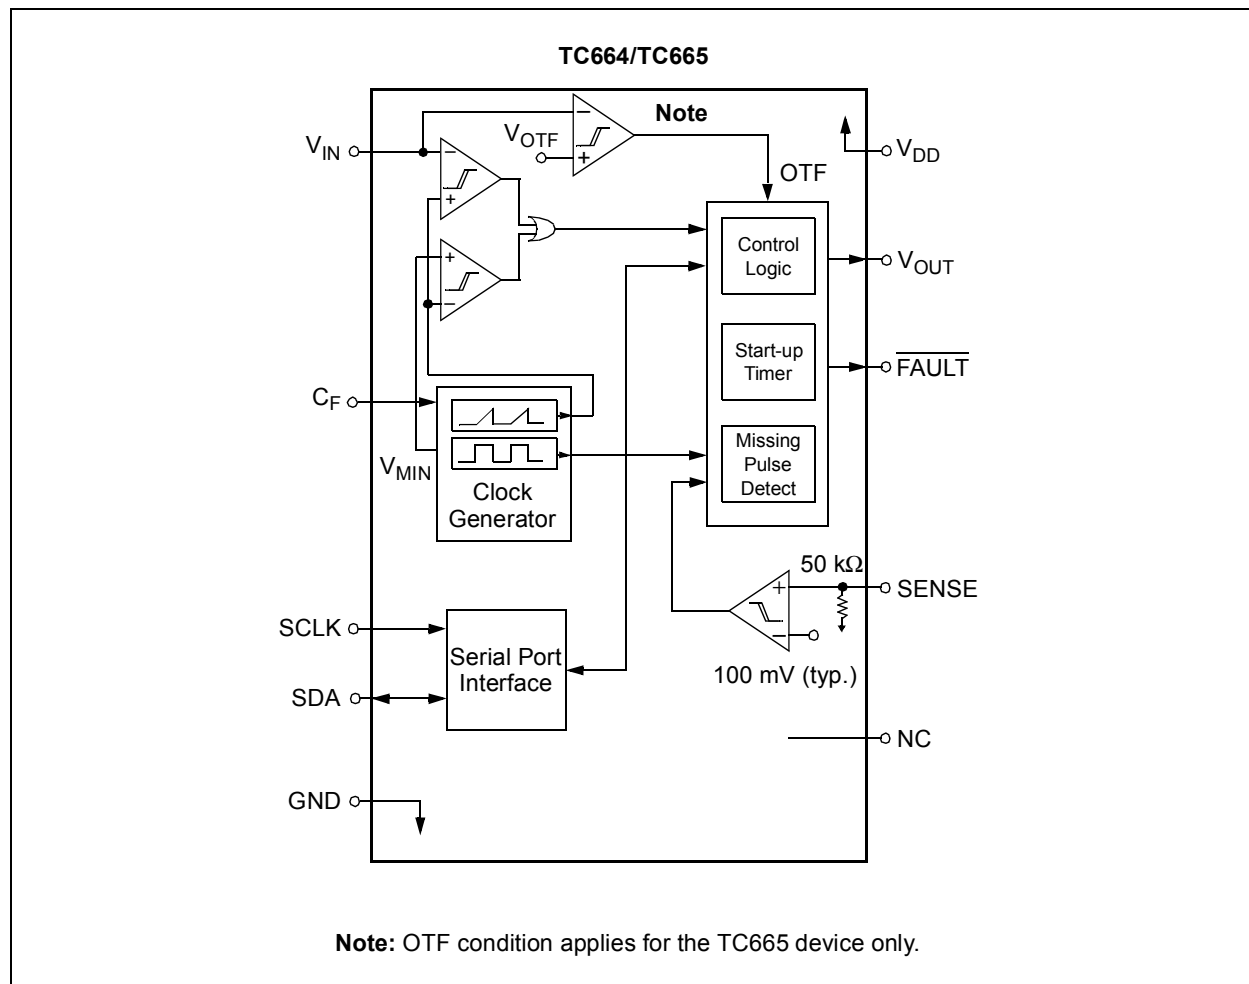 TC664/TC665
Note
VIN
VOTF
−
+
OTF
VDD
−
+
Control
Logic
VOUT
+
−
Start-up
Timer
FAULT
CF
VMIN
Clock
Generator
Missing
Pulse
Detect
50 kΩ
+
−
SENSE
100 mV (typ.)
SCLK
Serial Port
Interface
SDA
NC
GND
Note: OTF condition applies for the TC665 device only.